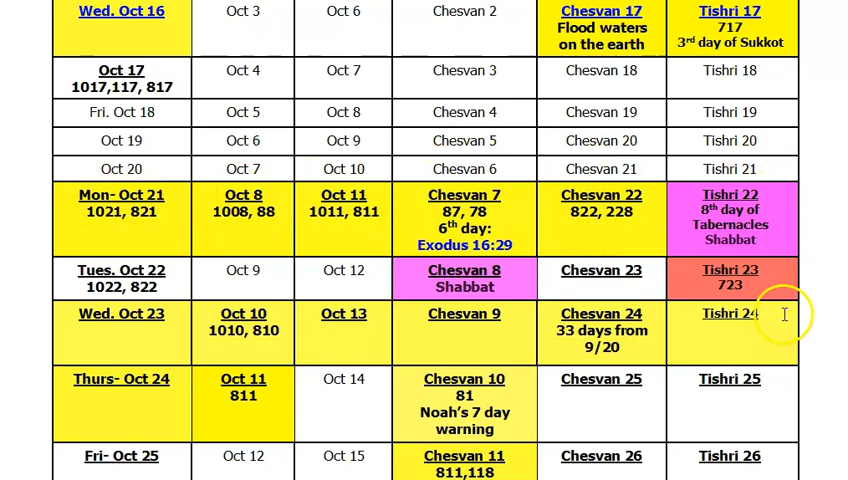 Wed. Oct 16 Oct 3 Oct 6 Chesvan 2 Chesvan 17 Tishri 17
Flood waters 717
on the earth 3rd day of Sukkot
Oct 17 Oct 4 Oct 7 Chesvan 3 Chesvan 18 Tishri 18
1017,117, 817
Fri. Oct 18 Oct 5 Oct 8 Chesvan 4 Chesvan 19 Tishri 19
Oct 19 Oct 6 Oct 9 Chesvan 5 Chesvan 20 Tishri 20
Oct 20 Oct 7 Oct 10 Chesvan 6 Chesvan 21 Tishri 21
Mon- Oct 21 Oct 8 Oct 11 Chesvan 7 Chesvan 22 Tishri 22
1021, 821 1008, 88 1011, 811 87, 78 822, 228 8th day of
6th day: Tabernacles
Exodus 16:29 Shabbat
Tues. Oct 22 Oct 9 Oct 12 Chesvan 8 Chesvan 23 Tishri 23
1022, 822 Shabbat 723
Wed. Oct 23 Oct 10 Oct 13 Chesvan 9 Chesvan 24 Tishri 24
1010, 810 33 days from
9/20
Thurs- Oct 24 Oct 11 Oct 14 Chesvan 10 Chesvan 25 Tishri 25
811 81
Noah's 7 day
warning
Fri- Oct 25 Oct 12 Oct 15 Chesvan 11 Chesvan 26 Tishri 26
811,118